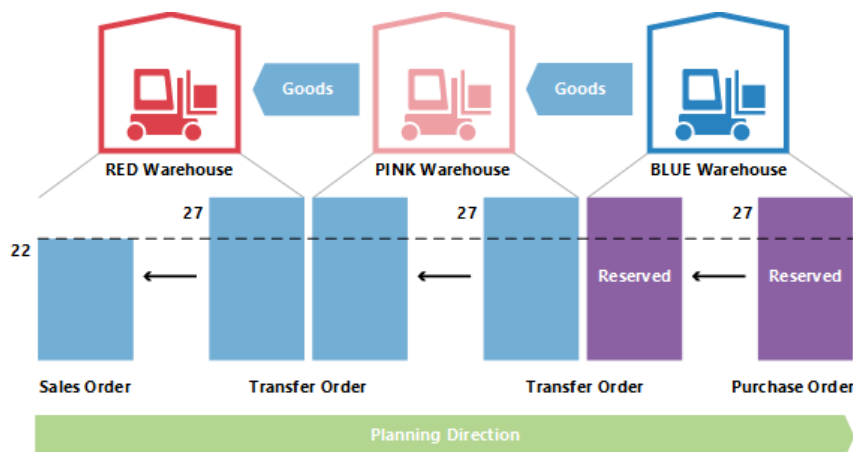 Goods
Goods
RED Warehouse
PINK Warehouse
BLUE Warehouse
27
27
27
22
Reserved
Reserved
Sales Order
Transfer Order
Transfer Order
Purchase Order
Planning Direction